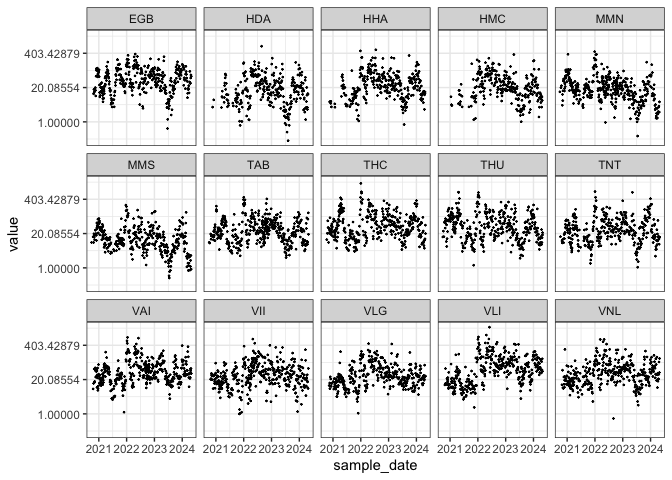 EGB HDA HHA HMC MMN
403.42879
20.08554
1.00000
MMS TAB THC THU TNT
403.42879
20.08554
1.00000
VAI VII VLG VLI VNL
403.42879
20.08554
1.00000
2021 2022 2023 2024 2021 2022 2023 2024 2021 2022 2023 2024 2021 2022 2023 2024 2021 2022 2023 2024
sample_date
value